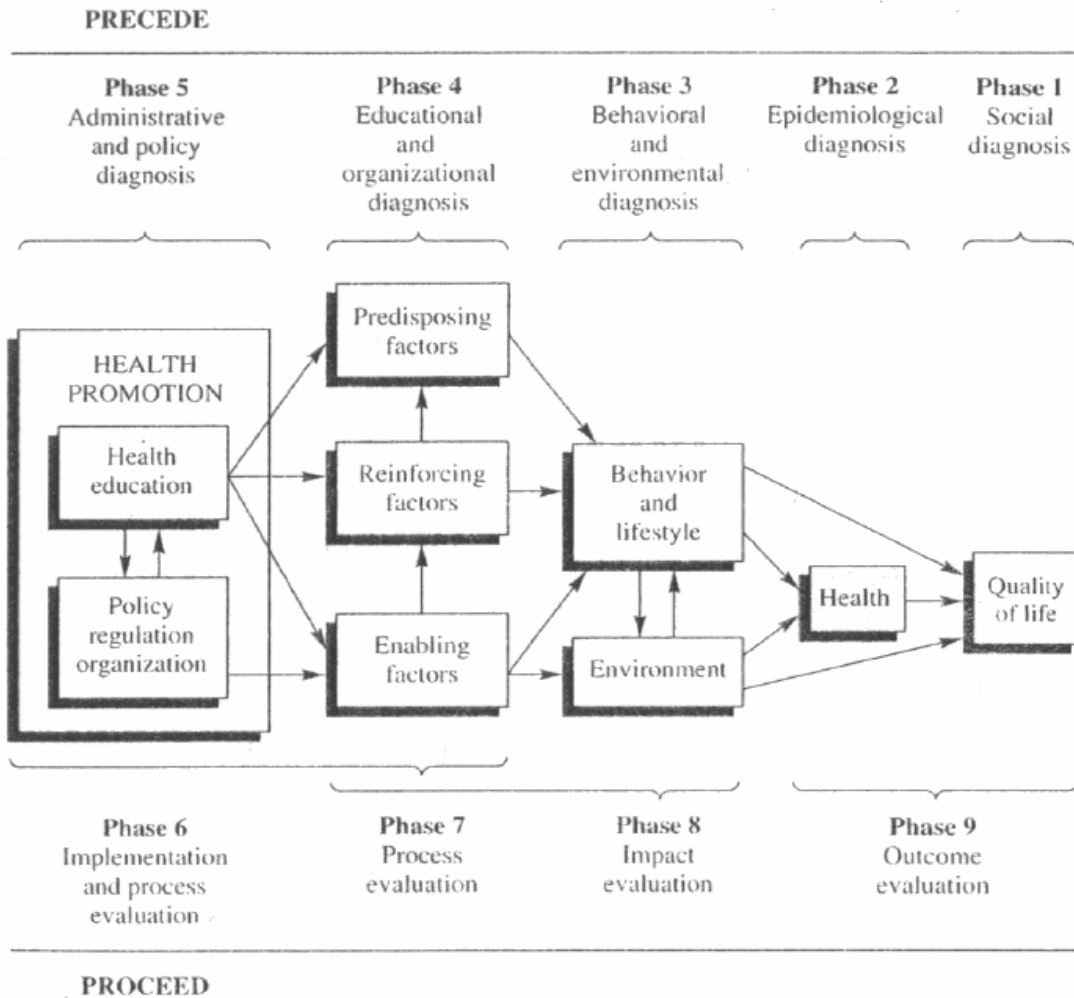 PRECEDE
Phase 5
Administrative
and policy
diagnosis
Phase 4
Educational
and
organizational
diagnosis
Phase 3
Behavioral
and
environmental
diagnosis
Phase 2
Epidemiological
diagnosis
Phase 1
Social
diagnosis
HEALTH
PROMOTION
Health
education
Policy
regulation
organization
Predisposing
factors
Reinforcing
factors
Enabling
factors
Behavior
and
lifestyle
Environment
Health
Quality
of life
Phase 6
Implementation
and process
evaluation
Phase 7
Process
evaluation
Phase 8
Impact
evaluation
Phase 9
Outcome
evaluation
PROCEED